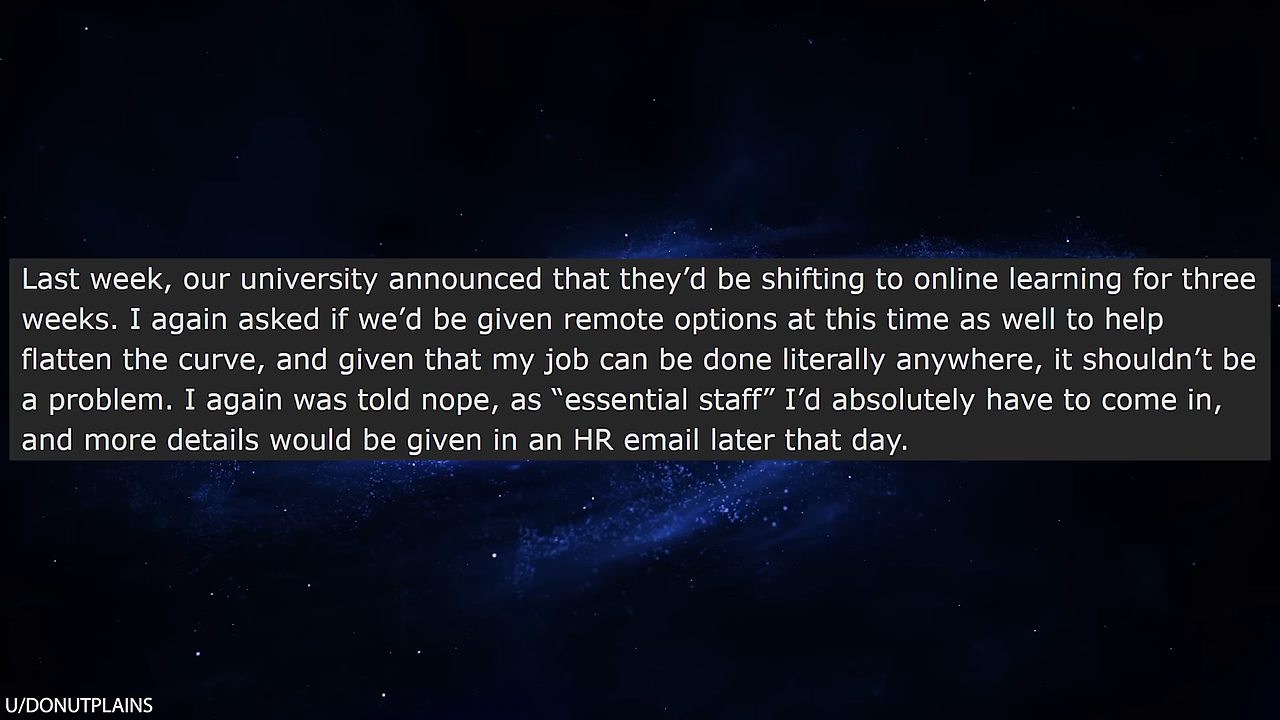 Last week, our university announced that they’d be shifting to online learning for three
weeks. I again asked if we’d be given remote options at this time as well to help
flatten the curve, and given that my job can be done literally anywhere, it shouldn’t be
a problem. I again was told nope, as “essential staff” I’d absolutely have to come in,
and more details would be given in an HR email later that day.
U/DONUTPLAINS